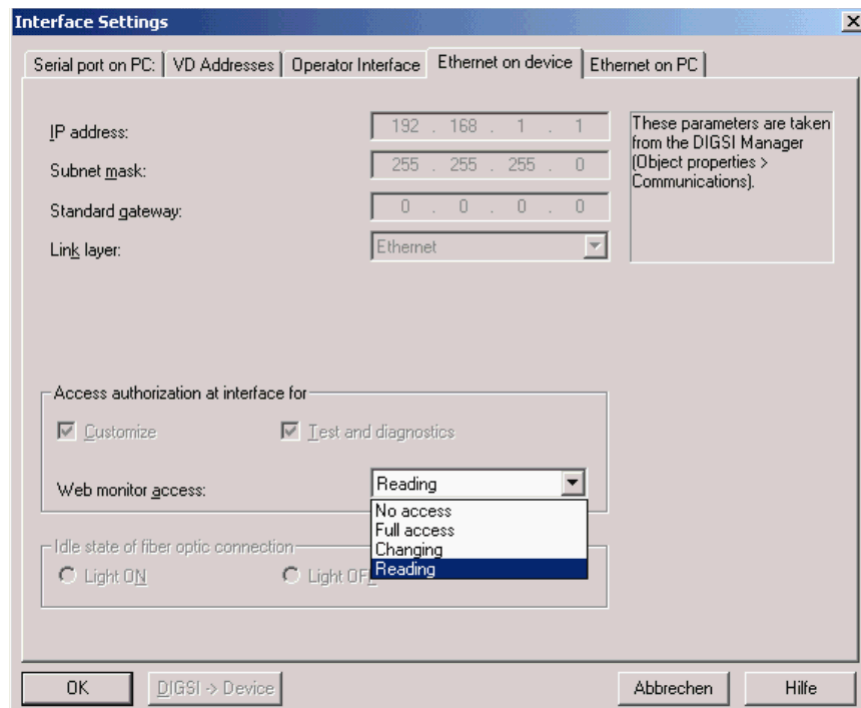 Interface Settings
Serial port on PC: VD Addresses Operator Interface Ethernet on device Ethernet on PC
IP address: 192 . 168 . 1 . 1
Subnet mask: 255 . 255 . 255 . 0
Standard gateway: 0 . 0 . 0 . 0
Link layer: Ethernet
These parameters are taken
from the DIGSI Manager
(Object properties >
Communications).
Access authorization at interface for
Customize Test and diagnostics
Web monitor access: Reading
No access
Full access
Changing
Reading
Idle state of fiber optic connection
Light ON Light OF
OK DIGSI -> Device Abbrechen Hilfe